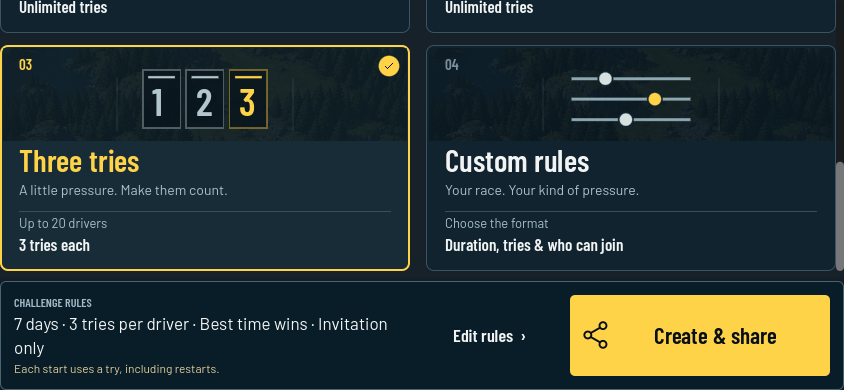 Unlimited tries
Unlimited tries
03
1 2 3
Three tries
A little pressure. Make them count.
Up to 20 drivers
3 tries each
04
Custom rules
Your race. Your kind of pressure.
Choose the format
Duration, tries & who can join
CHALLENGE RULES
7 days · 3 tries per driver · Best time wins · Invitation
only
Each start uses a try, including restarts.
Edit rules ›
Create & share